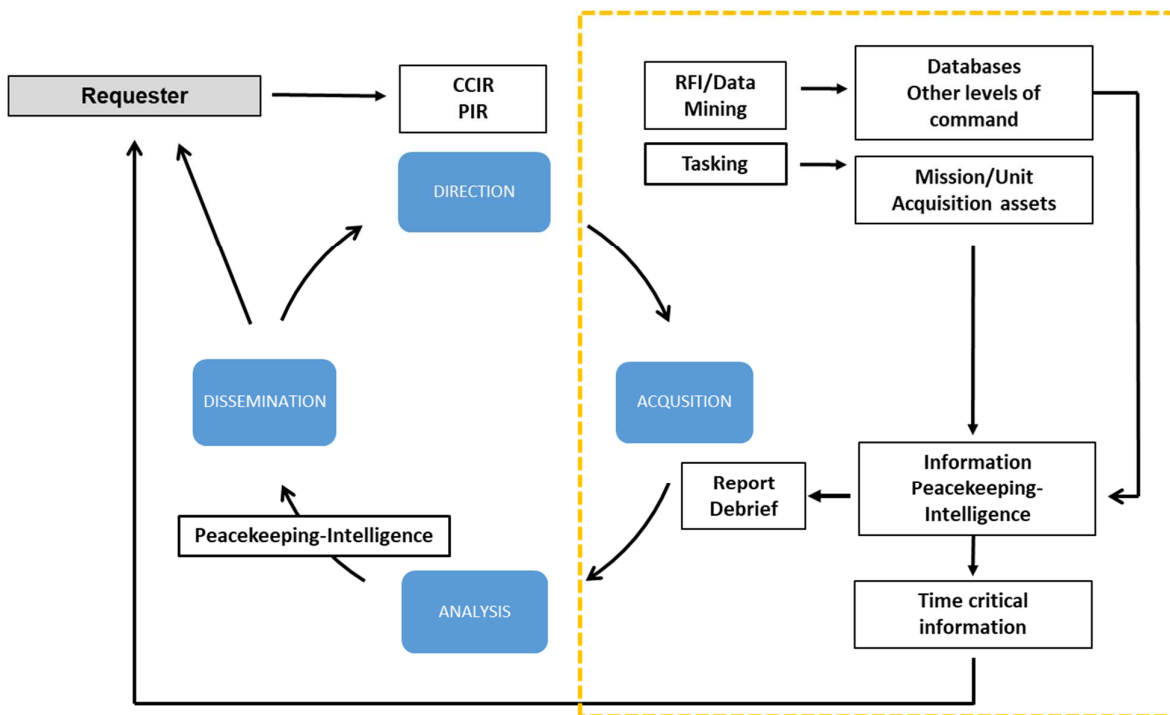 Requester
CCIR
PIR
DIRECTION
RFI/Data
Mining
Databases
Other levels of
command
Tasking
Mission/Unit
Acquisition assets
DISSEMINATION
ACQUSITION
Report
Debrief
Information
Peacekeeping-
Intelligence
Peacekeeping-Intelligence
ANALYSIS
Time critical
information